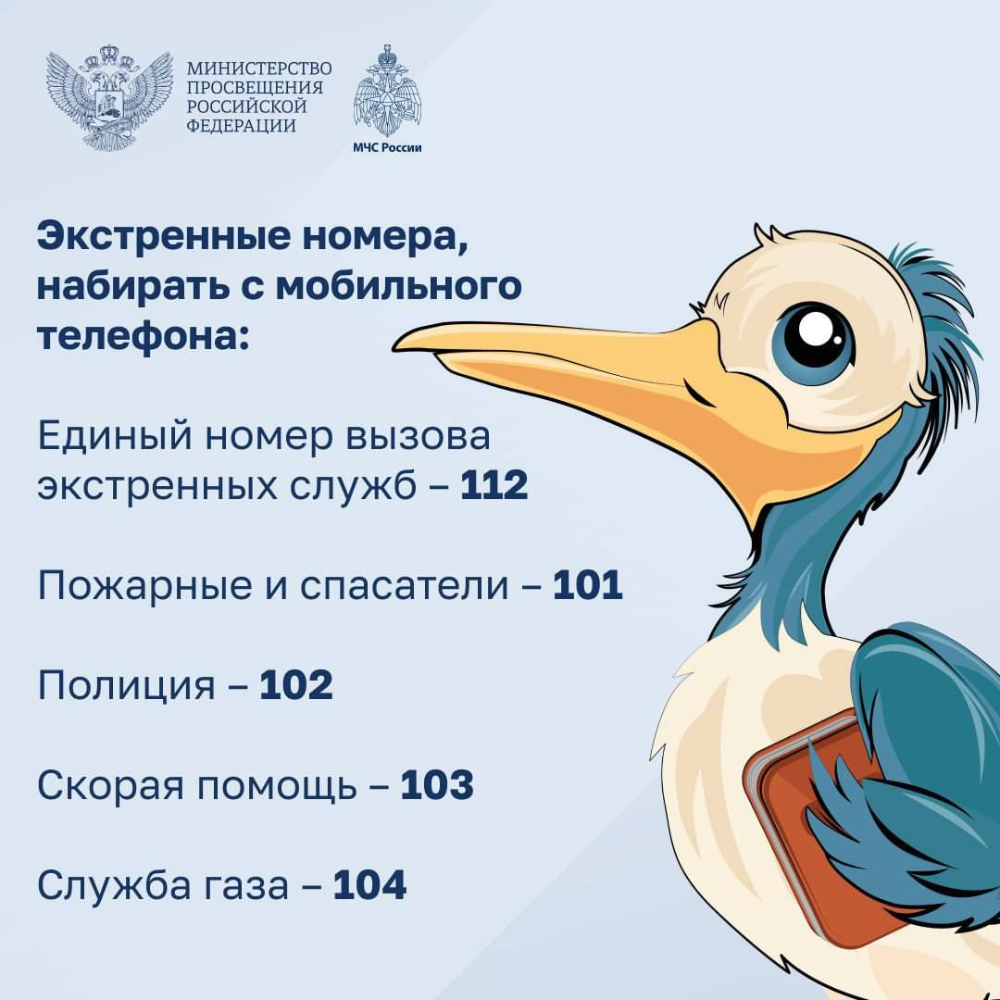 МИНИСТЕРСТВО
ПРОСВЕЩЕНИЯ
РОССИЙСКОЙ
ФЕДЕРАЦИИ
МЧС России
Экстренные номера,
набирать с мобильного
телефона:
Единый номер вызова
экстренных служб – 112
Пожарные и спасатели – 101
Полиция – 102
Скорая помощь – 103
Служба газа – 104